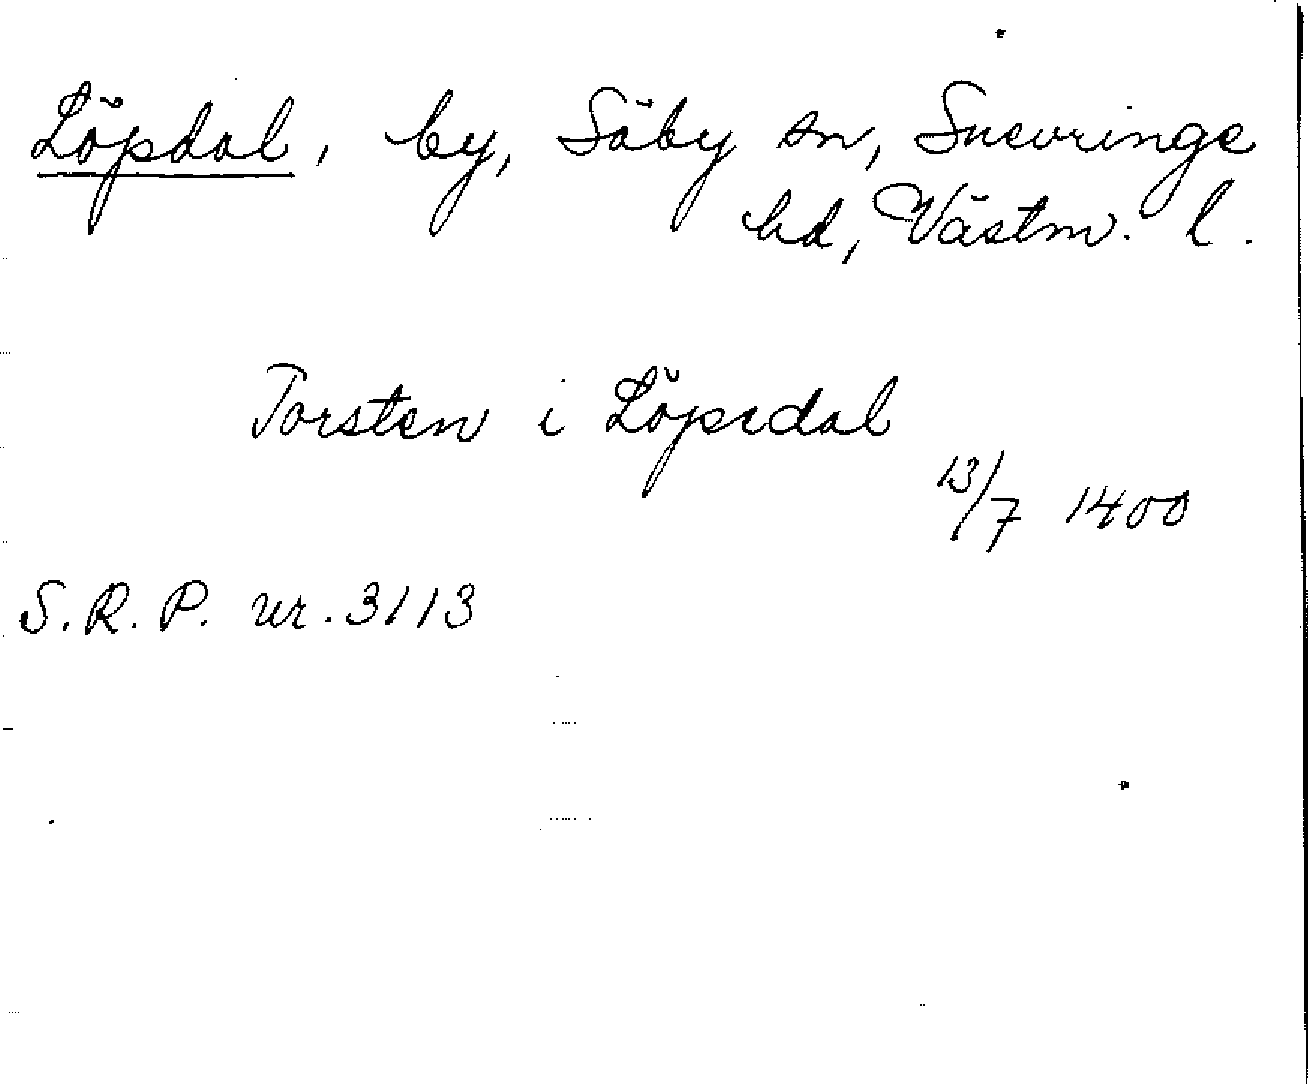 Löpdal, by, Säby sn, Snevringe
hd, Västm. l.
Torsten i Löperdal
13/7 1400
S.R.P. nr. 3113